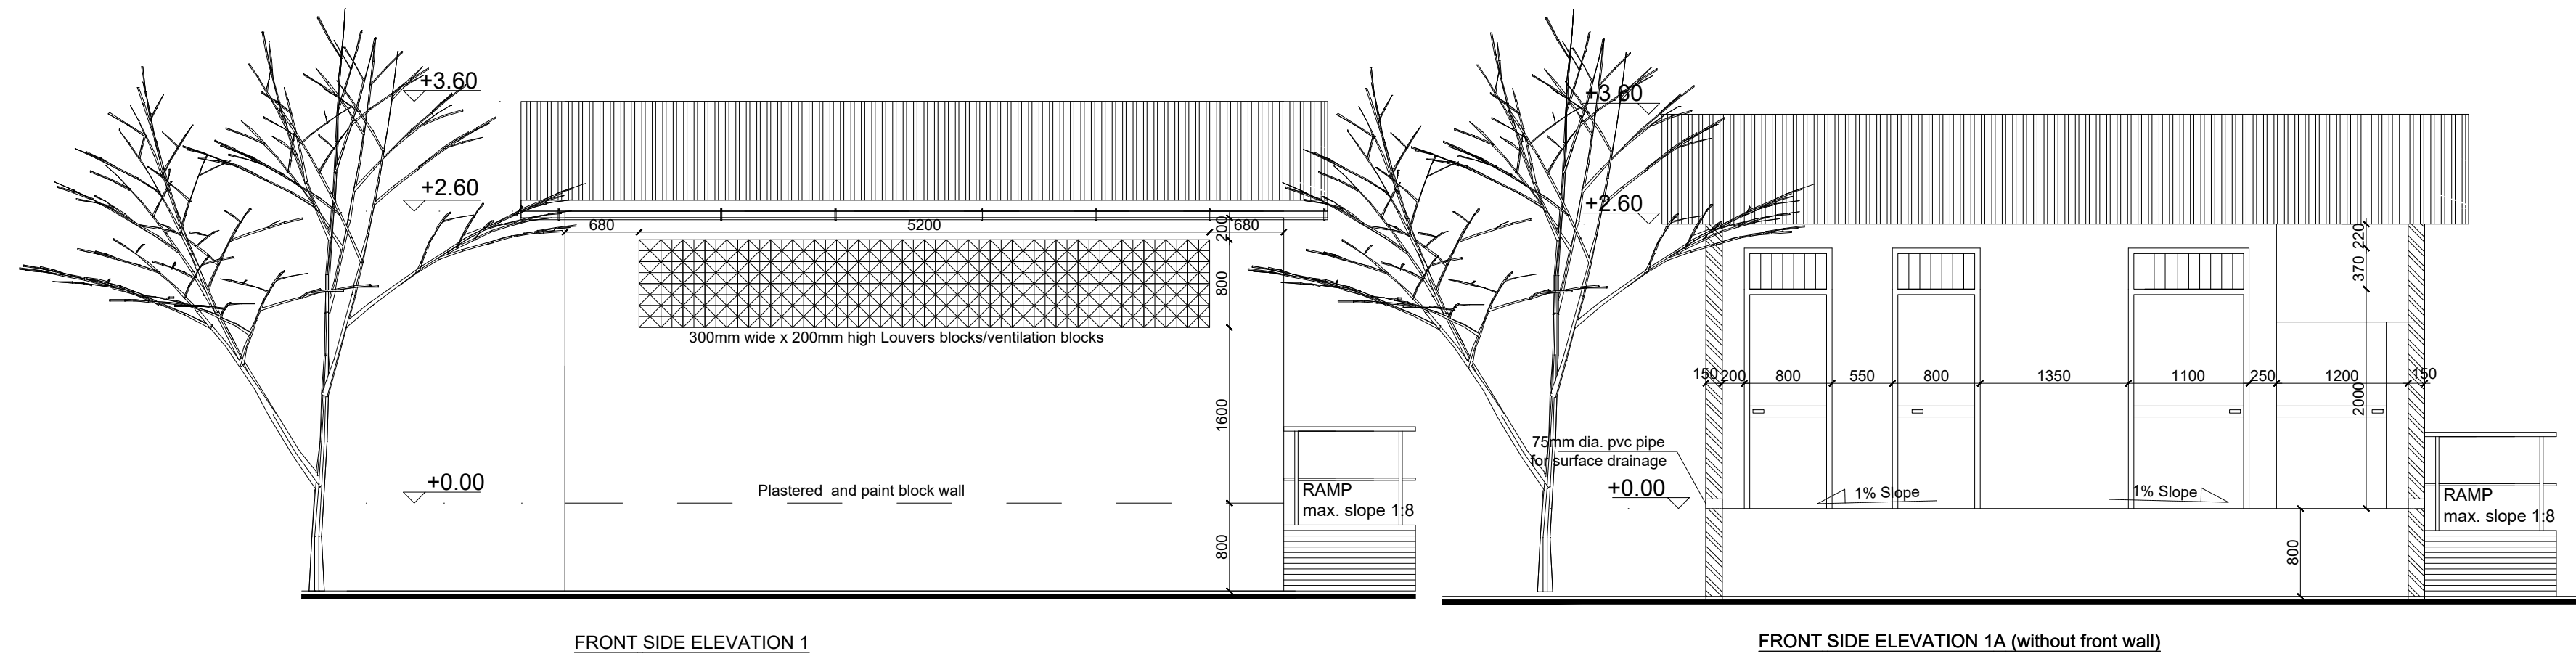 +3.60
+2.60
680
5200
680
200
800
300mm wide x 200mm high Louvers blocks/ventilation blocks
1600
+0.00
Plastered and paint block wall
RAMP
max. slope 1:8
800
FRONT SIDE ELEVATION 1
+3.60
+2.60
220
370
150
200
800
550
800
1350
1100
250
1200
150
2000
75mm dia. pvc pipe
for surface drainage
+0.00
1% Slope
1% Slope
RAMP
max. slope 1:8
800
FRONT SIDE ELEVATION 1A (without front wall)